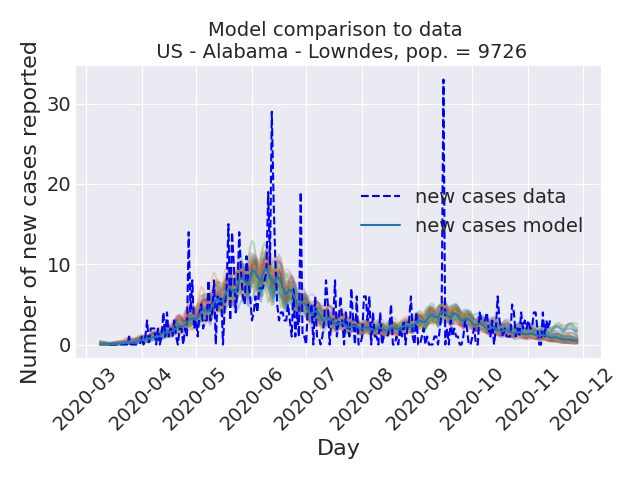 Model comparison to data
US - Alabama - Lowndes, pop. = 9726
Number of new cases reported
30
20
10
0
new cases data
new cases model
2020-03
2020-04
2020-05
2020-06
2020-07
2020-08
2020-09
2020-10
2020-11
2020-12
Day